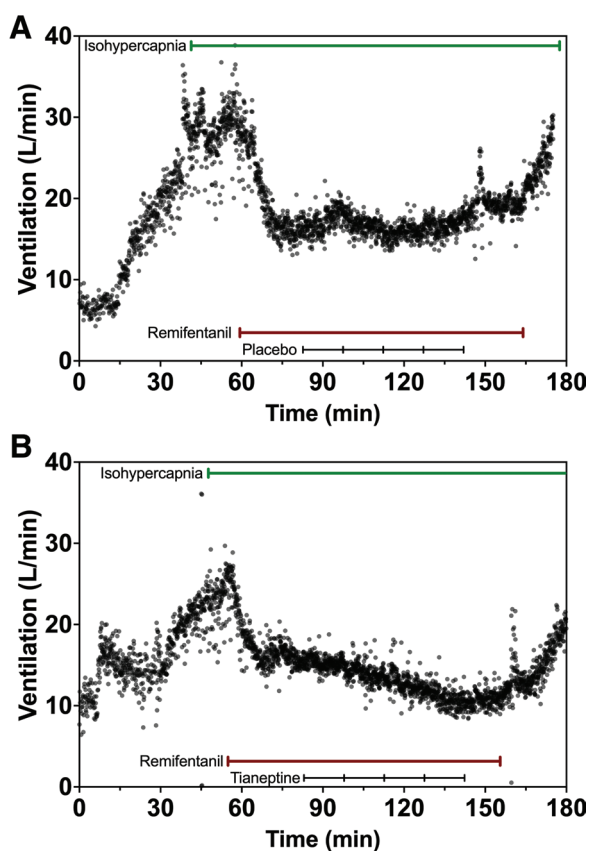 A
Isohypercapnia
Ventilation (L/min)
40
30
20
10
0
Remifentanil
Placebo
0 30 60 90 120 150 180
Time (min)
B
Isohypercapnia
Ventilation (L/min)
40
30
20
10
0
Remifentanil
Tianeptine
0 30 60 90 120 150 180
Time (min)